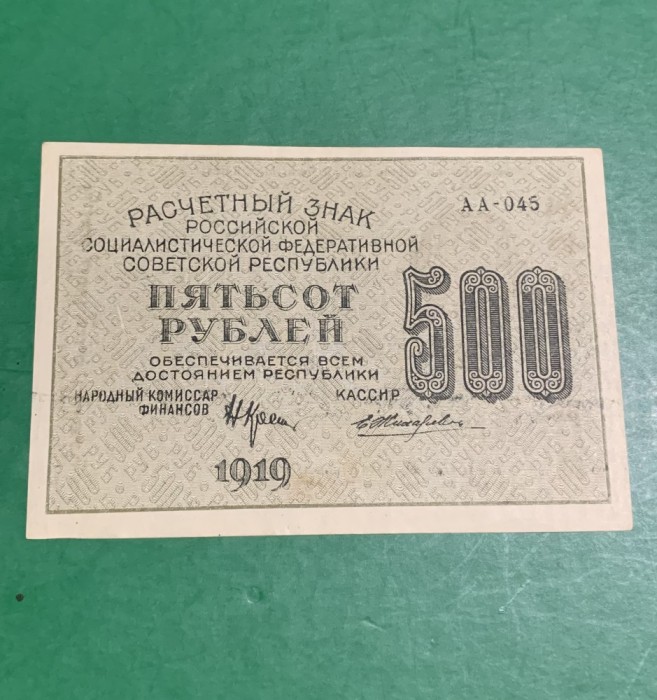 РАСЧЕТНЫЙ ЗНАК
РОССИЙСКОЙ
СОЦИАЛИСТИЧЕСКОЙ ФЕДЕРАТИВНОЙ
СОВЕТСКОЙ РЕСПУБЛИКИ
АА-045
ПЯТЬСОТ
РУБЛЕЙ
500
ОБЕСПЕЧИВАЕТСЯ ВСЕМ
ДОСТОЯНИЕМ РЕСПУБЛИКИ
НАРОДНЫЙ КОМИССАР
ФИНАНСОВ
КАССИР
1919